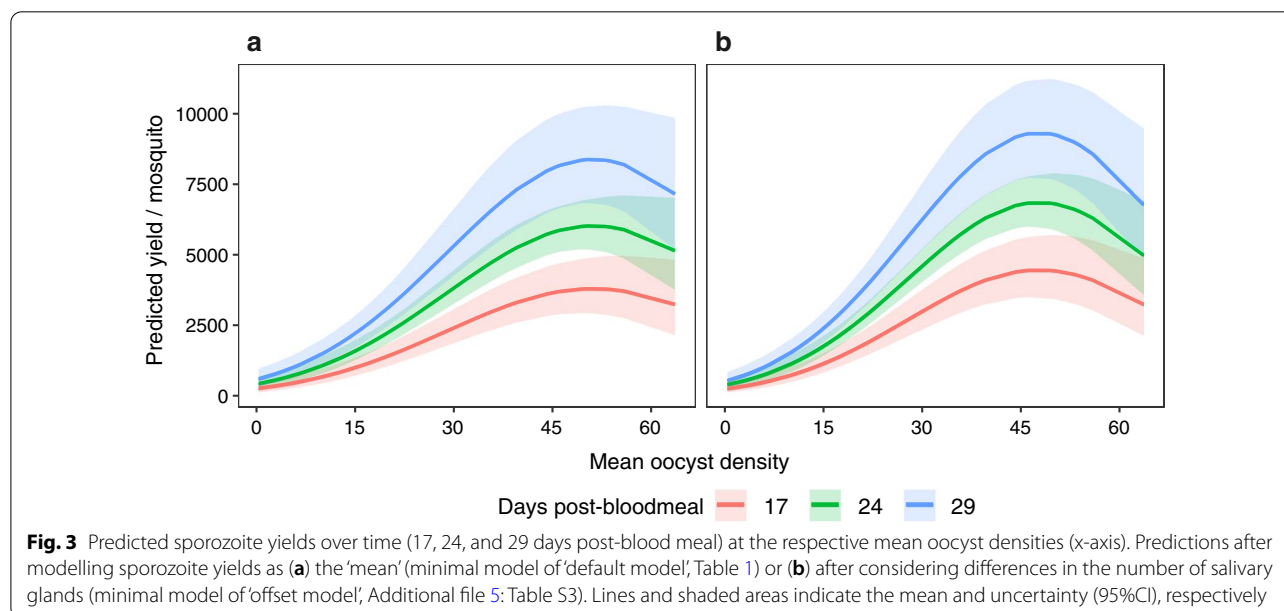 a
b
10000
7500
5000
2500
0
Predicted yield / mosquito
0 15 30 45 60
0 15 30 45 60
Mean oocyst density
Days post-bloodmeal 17 24 29
Fig. 3 Predicted sporozoite yields over time (17, 24, and 29 days post-blood meal) at the respective mean oocyst densities (x-axis). Predictions after
modelling sporozoite yields as (a) the ‘mean’ (minimal model of ‘default model’, Table 1) or (b) after considering differences in the number of salivary
glands (minimal model of ‘offset model’, Additional file 5: Table S3). Lines and shaded areas indicate the mean and uncertainty (95%CI), respectively